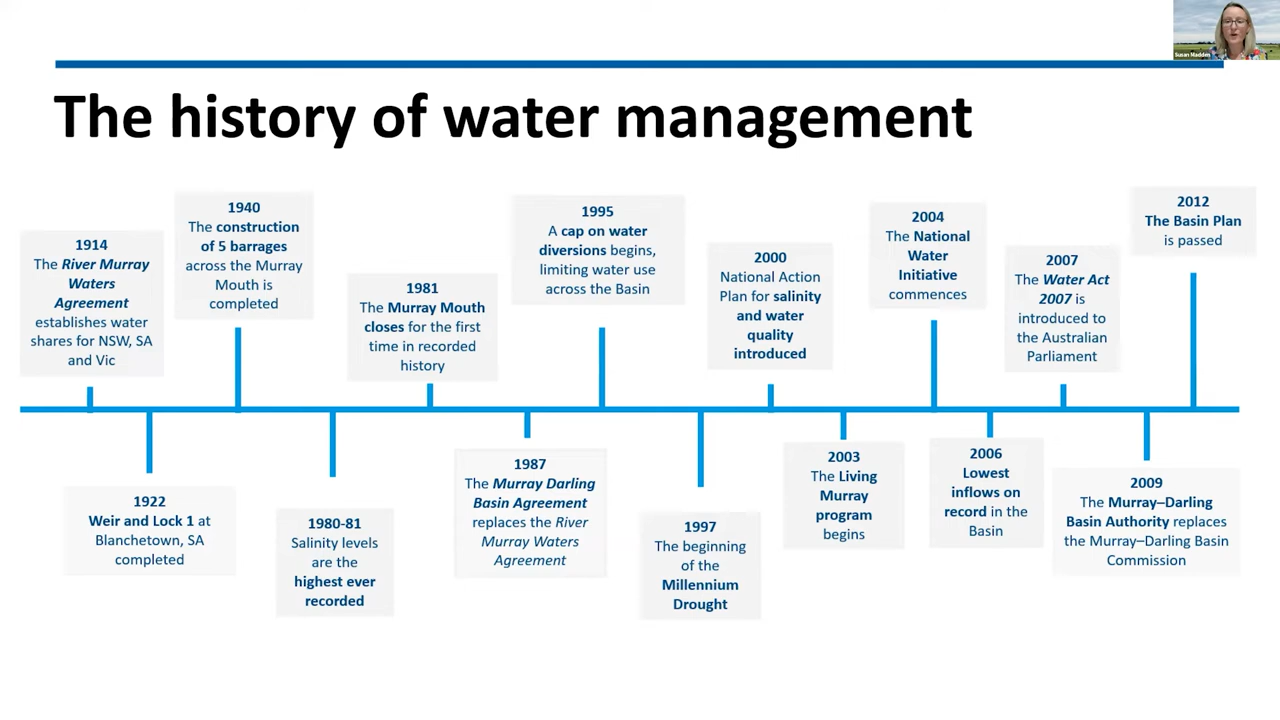 Susan Madden
The history of water management
1914
The River Murray
Waters
Agreement
establishes water
shares for NSW, SA
and Vic
1922
Weir and Lock 1 at
Blanchetown, SA
completed
1940
The construction
of 5 barrages
across the Murray
Mouth is
completed
1980-81
Salinity levels
are the
highest ever
recorded
1981
The Murray Mouth
closes for the first
time in recorded
history
1987
The Murray Darling
Basin Agreement
replaces the River
Murray Waters
Agreement
1995
A cap on water
diversions begins,
limiting water use
across the Basin
1997
The beginning
of the
Millennium
Drought
2000
National Action
Plan for salinity
and water
quality
introduced
2003
The Living
Murray
program
begins
2004
The National
Water
Initiative
commences
2006
Lowest
inflows on
record in the
Basin
2007
The Water Act
2007 is
introduced to
the Australian
Parliament
2009
The Murray–Darling
Basin Authority replaces
the Murray–Darling Basin
Commission
2012
The Basin Plan
is passed